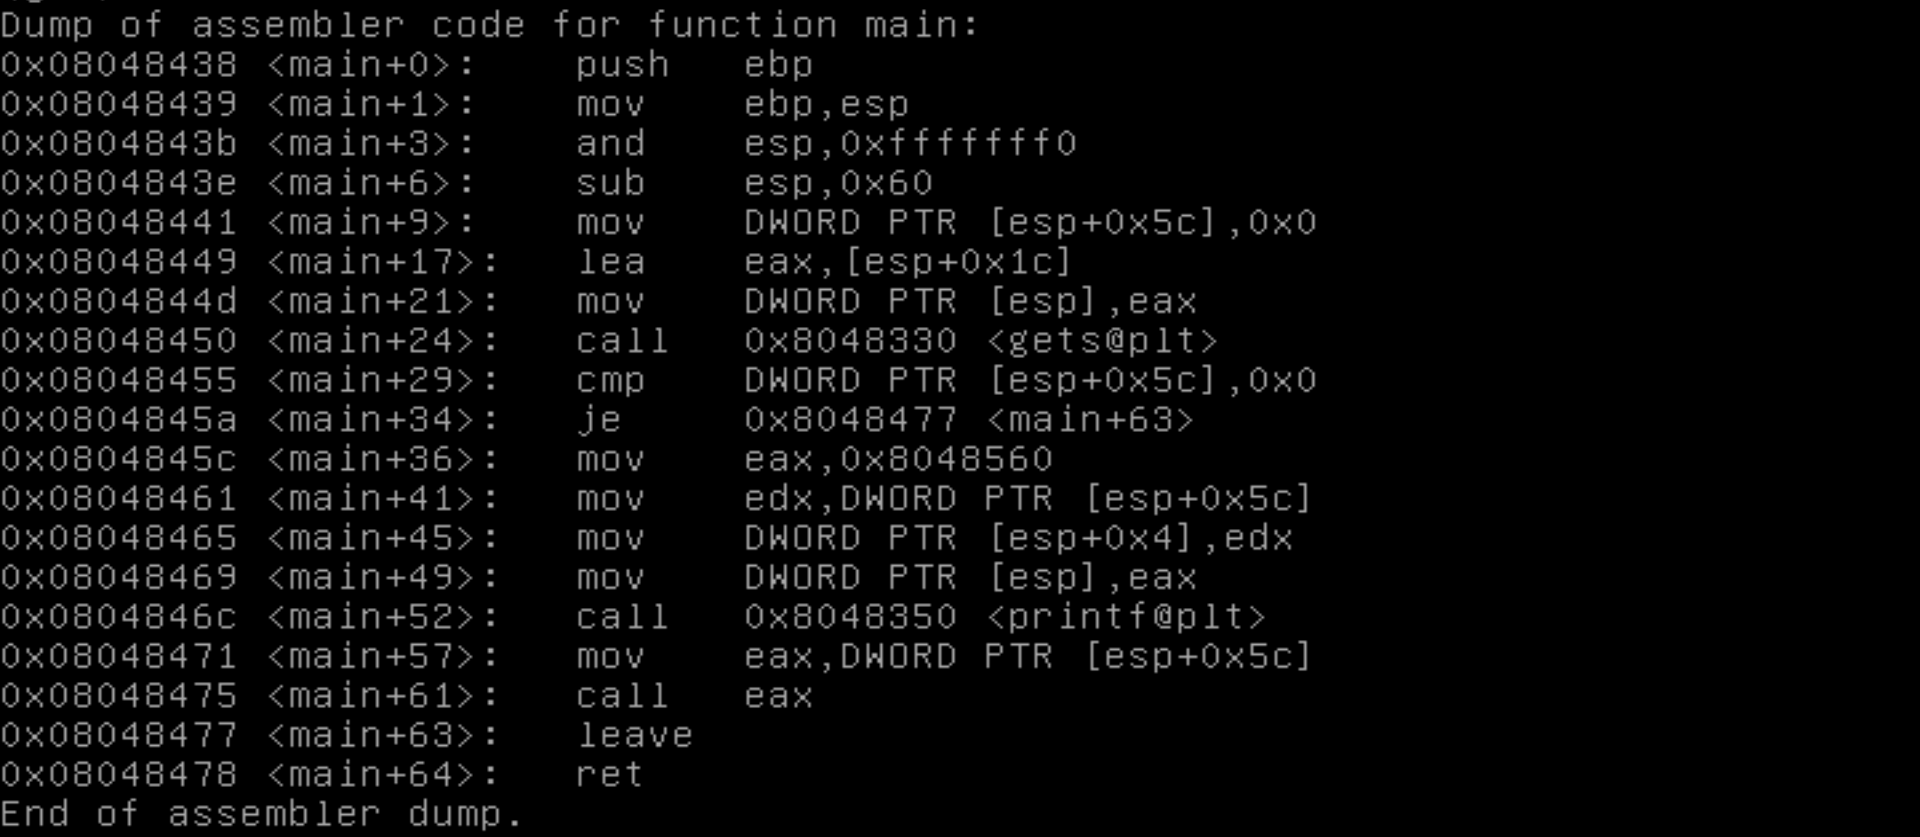 Dump of assembler code for function main:
0x08048438 <main+0>:    push   ebp
0x08048439 <main+1>:    mov    ebp,esp
0x0804843b <main+3>:    and    esp,0xfffffff0
0x0804843e <main+6>:    sub    esp,0x60
0x08048441 <main+9>:    mov    DWORD PTR [esp+0x5c],0x0
0x08048449 <main+17>:   lea    eax,[esp+0x1c]
0x0804844d <main+21>:   mov    DWORD PTR [esp],eax
0x08048450 <main+24>:   call   0x8048330 <gets@plt>
0x08048455 <main+29>:   cmp    DWORD PTR [esp+0x5c],0x0
0x0804845a <main+34>:   je     0x8048477 <main+63>
0x0804845c <main+36>:   mov    eax,0x8048560
0x08048461 <main+41>:   mov    edx,DWORD PTR [esp+0x5c]
0x08048465 <main+45>:   mov    DWORD PTR [esp+0x4],edx
0x08048469 <main+49>:   mov    DWORD PTR [esp],eax
0x0804846c <main+52>:   call   0x8048350 <printf@plt>
0x08048471 <main+57>:   mov    eax,DWORD PTR [esp+0x5c]
0x08048475 <main+61>:   call   eax
0x08048477 <main+63>:   leave
0x08048478 <main+64>:   ret
End of assembler dump.